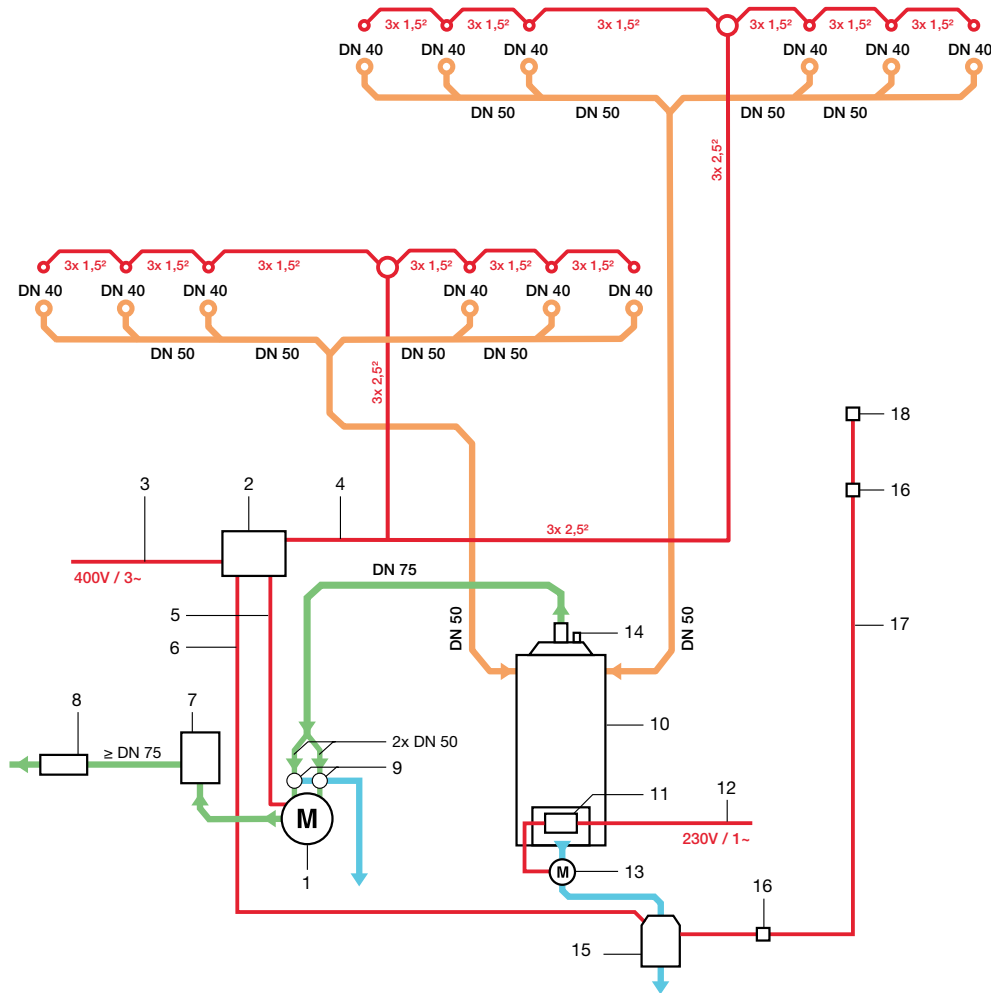 3x 1,5² 3x 1,5² 3x 1,5² 3x 1,5² 3x 1,5² 3x 1,5²
DN 40 DN 40 DN 40 DN 40 DN 40 DN 40
DN 50 DN 50 DN 50 DN 50
3x 2,5²
3x 1,5² 3x 1,5² 3x 1,5² 3x 1,5² 3x 1,5² 3x 1,5²
DN 40 DN 40 DN 40 DN 40 DN 40 DN 40
DN 50 DN 50 DN 50 DN 50
3x 2,5²
18
3 2 4 16
3x 2,5²
400V / 3~
DN 75
5 DN 50 DN 50 14 17
6
8 7 10
2x DN 50
≥ DN 75
9
11 12
M
230V / 1~
M 13
1
16
15